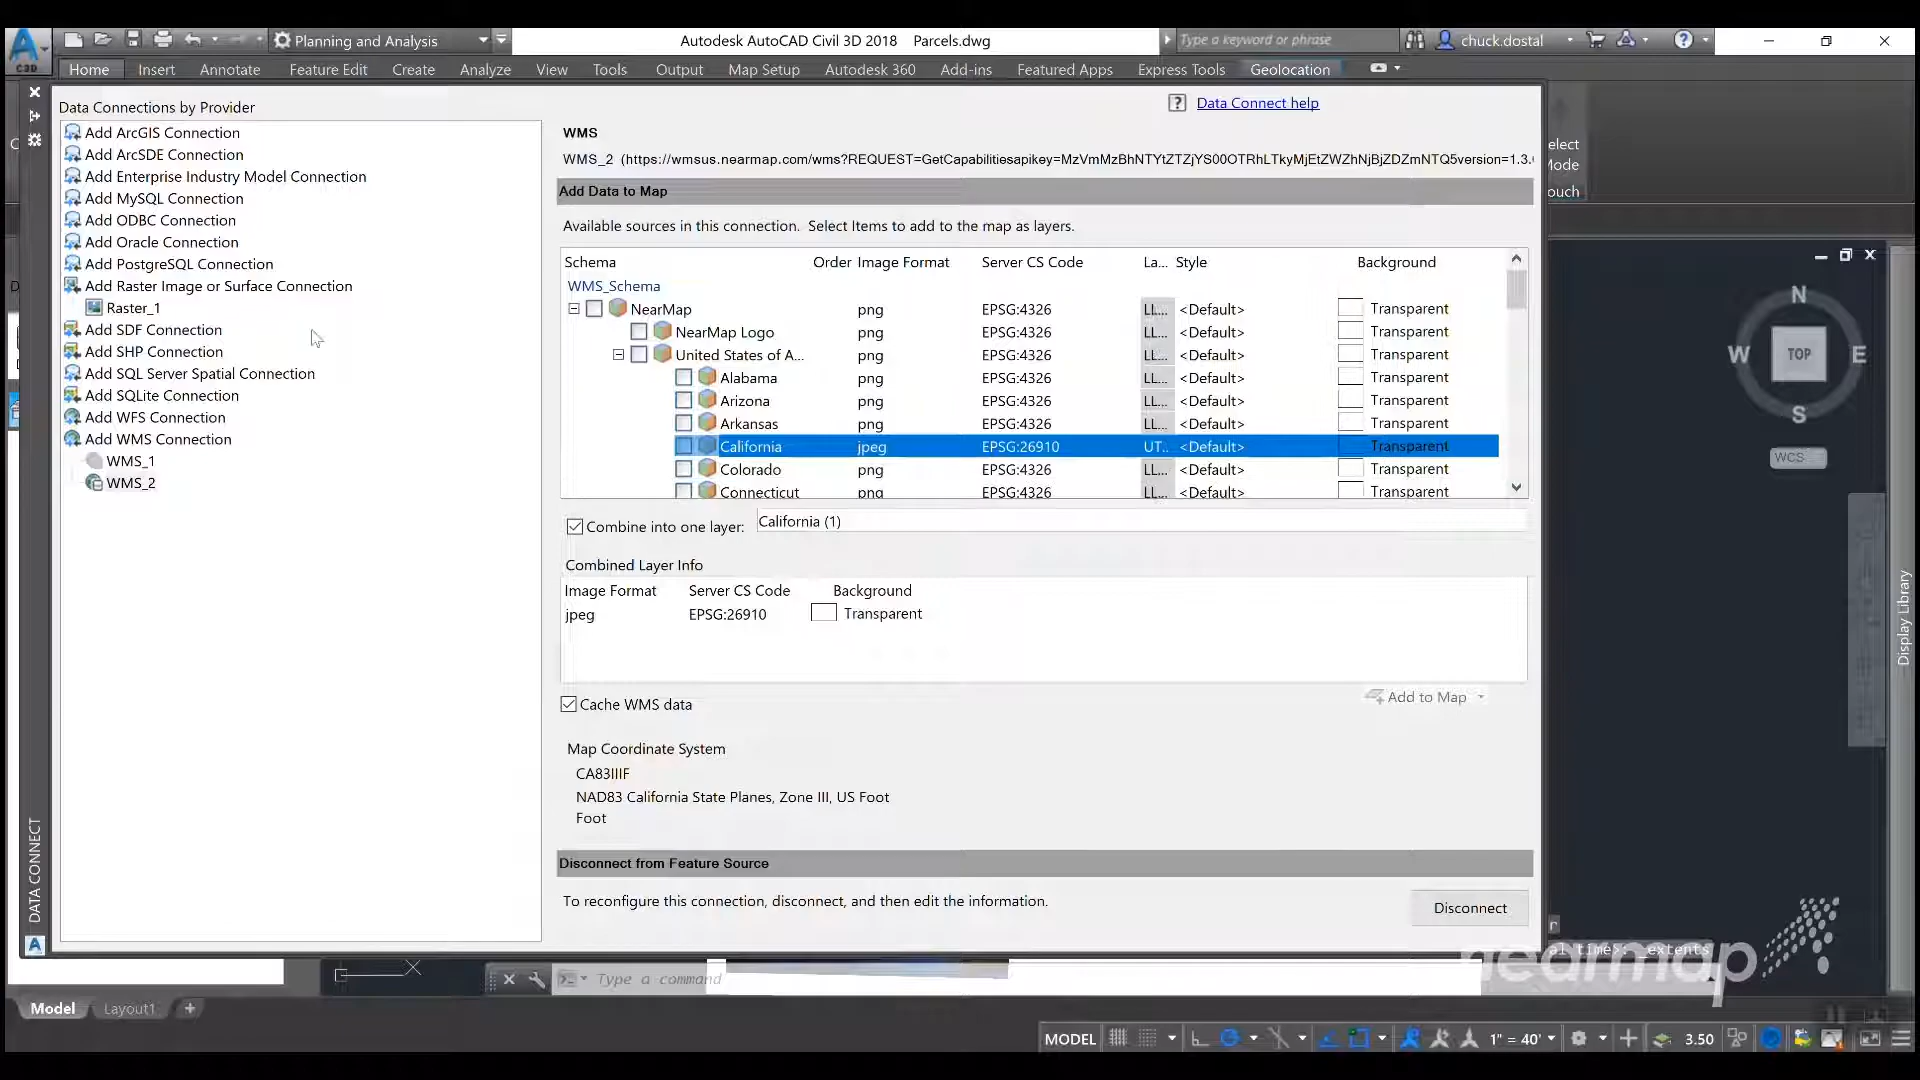 Planning and Analysis
Autodesk AutoCAD Civil 3D 2018 Parcels.dwg
Type a keyword or phrase
chuck.dostal
C3D
Home Insert Annotate Feature Edit Create Analyze View Tools Output Map Setup Autodesk 360 Add-ins Featured Apps Express Tools Geolocation
Data Connections by Provider
Add ArcGIS Connection
Add ArcSDE Connection
Add Enterprise Industry Model Connection
Add MySQL Connection
Add ODBC Connection
Add Oracle Connection
Add PostgreSQL Connection
Add Raster Image or Surface Connection
Raster_1
Add SDF Connection
Add SHP Connection
Add SQL Server Spatial Connection
Add SQLite Connection
Add WFS Connection
Add WMS Connection
WMS_1
WMS_2
DATA CONNECT
? Data Connect help
WMS
WMS_2 (https://wmsus.nearmap.com/wms?REQUEST=GetCapabilitiesapikey=MzVmMzBhNTYtZTZjYS00OTRhLTkyMjEtZWZhNjBjZDZmNTQ5version=1.3.
Add Data to Map
Available sources in this connection. Select Items to add to the map as layers.
Schema Order Image Format Server CS Code La... Style Background
WMS_Schema
NearMap png EPSG:4326 LL... <Default> Transparent
NearMap Logo png EPSG:4326 LL... <Default> Transparent
United States of A... png EPSG:4326 LL... <Default> Transparent
Alabama png EPSG:4326 LL... <Default> Transparent
Arizona png EPSG:4326 LL... <Default> Transparent
Arkansas png EPSG:4326 LL... <Default> Transparent
California jpeg EPSG:26910 UT.. <Default> Transparent
Colorado png EPSG:4326 LL... <Default> Transparent
Connecticut png EPSG:4326 LL... <Default> Transparent
Combine into one layer: California (1)
Combined Layer Info
Image Format Server CS Code Background
jpeg EPSG:26910 Transparent
Cache WMS data
Add to Map
Map Coordinate System
CA83IIIF
NAD83 California State Planes, Zone III, US Foot
Foot
Disconnect from Feature Source
To reconfigure this connection, disconnect, and then edit the information.
Disconnect
elect
Mode
ouch
N
W TOP E
S
WCS
Display Library
al time>: _extents
nearmap
Type a command
Model Layout1 +
MODEL 1" = 40' 3.50